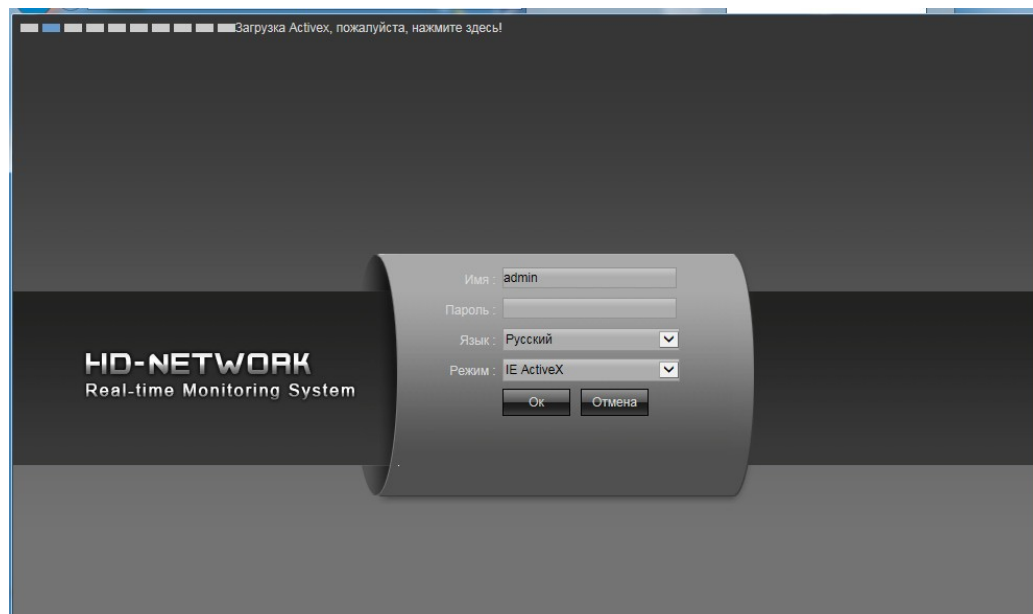 Загрузка Activex, пожалуйста, нажмите здесь!
Имя : admin
Пароль :
Язык : Русский
Режим : IE ActiveX
Ок Отмена
HD-NETWORK
Real-time Monitoring System